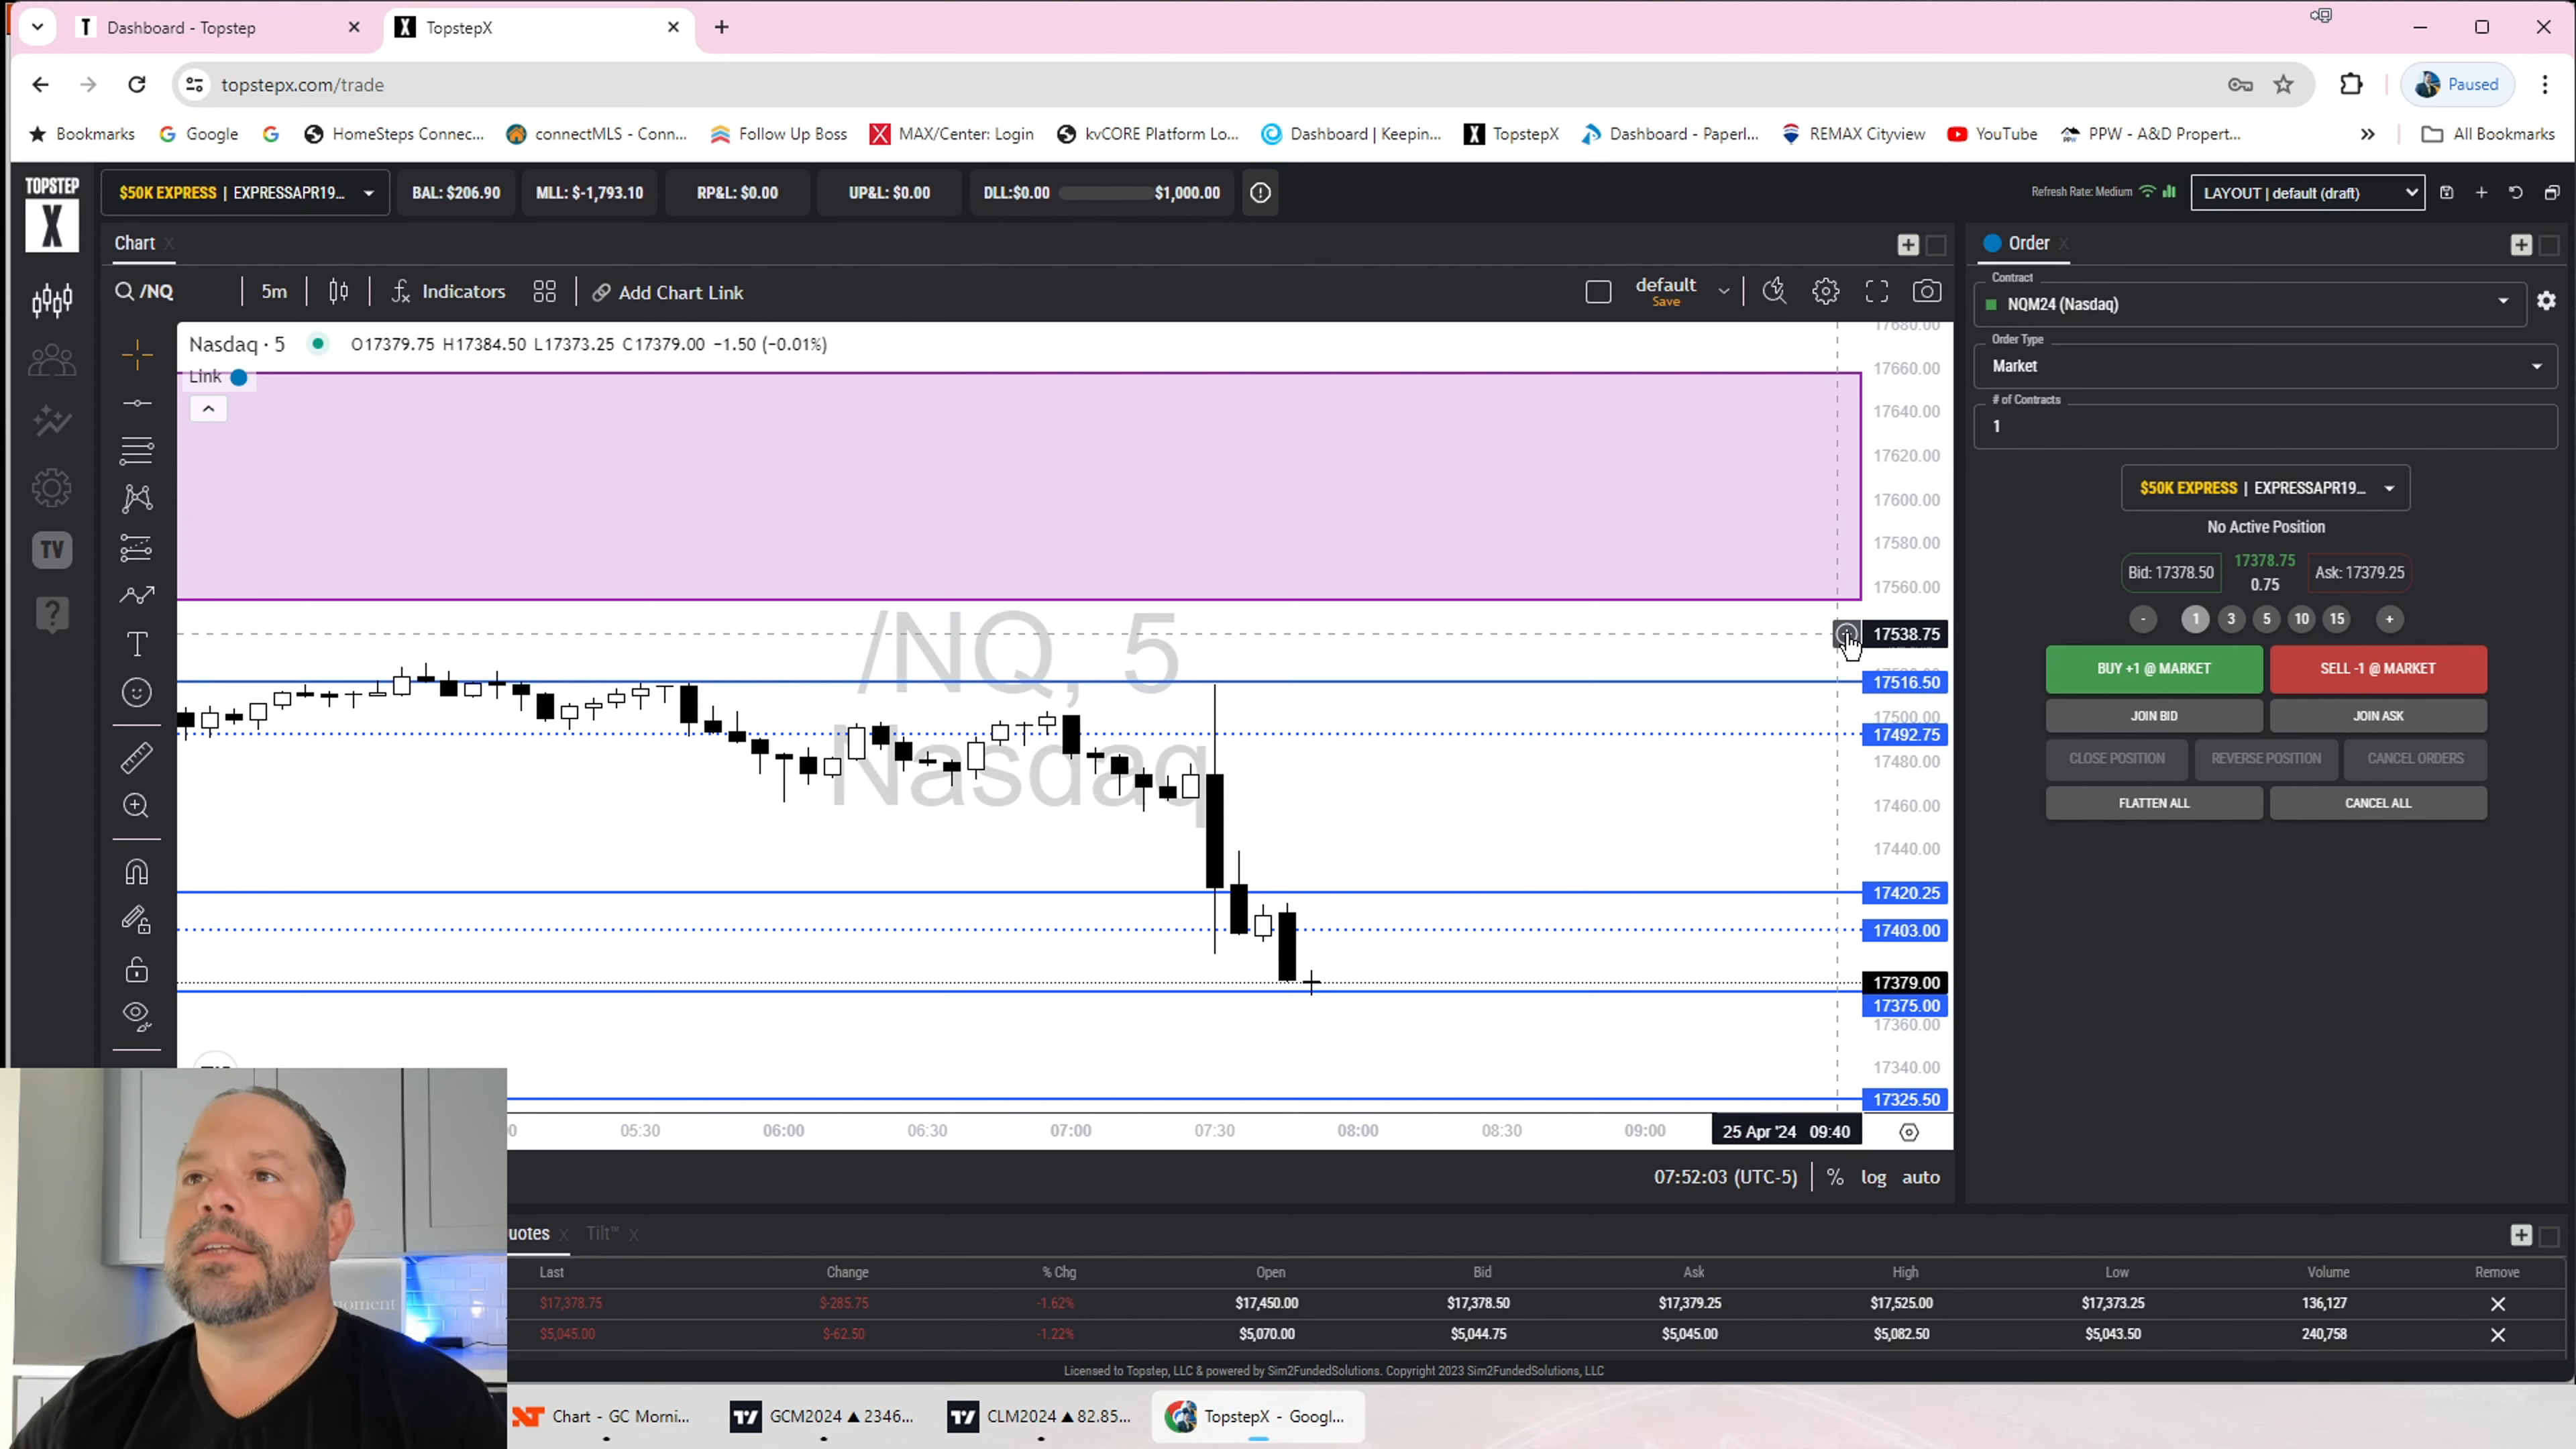 Dashboard - Topstep
TopstepX
topstepx.com/trade
Paused
Bookmarks Google HomeSteps Connec... connectMLS - Conn... Follow Up Boss MAX/Center: Login kvCORE Platform Lo... Dashboard | Keepin... TopstepX Dashboard - Paperl... REMAX Cityview YouTube PPW - A&D Propert... All Bookmarks
TOPSTEP
X
$50K EXPRESS | EXPRESSAPR19... BAL: $206.90 MLL: $-1,793.10 RP&L: $0.00 UP&L: $0.00 DLL:$0.00 $1,000.00
Refresh Rate: Medium LAYOUT | default (draft)
Chart
/NQ 5m Indicators Add Chart Link default
Save
Nasdaq · 5 O17379.75 H17384.50 L17373.25 C17379.00 −1.50 (−0.01%)
Link
TV
/NQ, 5
Nasdaq
17680.00
17660.00
17640.00
17620.00
17600.00
17580.00
17560.00
17538.75
17516.50
17500.00
17492.75
17480.00
17460.00
17440.00
17420.25
17403.00
17379.00
17375.00
17360.00
17340.00
17325.50
05:30 06:00 06:30 07:00 07:30 08:00 08:30 09:00 25 Apr '24 09:40
07:52:03 (UTC-5) % log auto
Order
Contract
NQM24 (Nasdaq)
Order Type
Market
# of Contracts
1
$50K EXPRESS | EXPRESSAPR19...
No Active Position
Bid: 17378.50 17378.75 Ask: 17379.25
0.75
- 1 3 5 10 15 +
BUY +1 @ MARKET SELL -1 @ MARKET
JOIN BID JOIN ASK
CLOSE POSITION REVERSE POSITION CANCEL ORDERS
FLATTEN ALL CANCEL ALL
uotes Tilt™
Last Change % Chg Open Bid Ask High Low Volume Remove
$17,378.75 $-285.75 -1.62% $17,450.00 $17,378.50 $17,379.25 $17,525.00 $17,373.25 136,127
$5,045.00 $-62.50 -1.22% $5,070.00 $5,044.75 $5,045.00 $5,082.50 $5,043.50 240,758
Licensed to Topstep, LLC & powered by Sim2FundedSolutions. Copyright 2023 Sim2FundedSolutions, LLC
moment
Chart - GC Morni... GCM2024 ▲ 2346... CLM2024 ▲ 82.85... TopstepX - Googl...